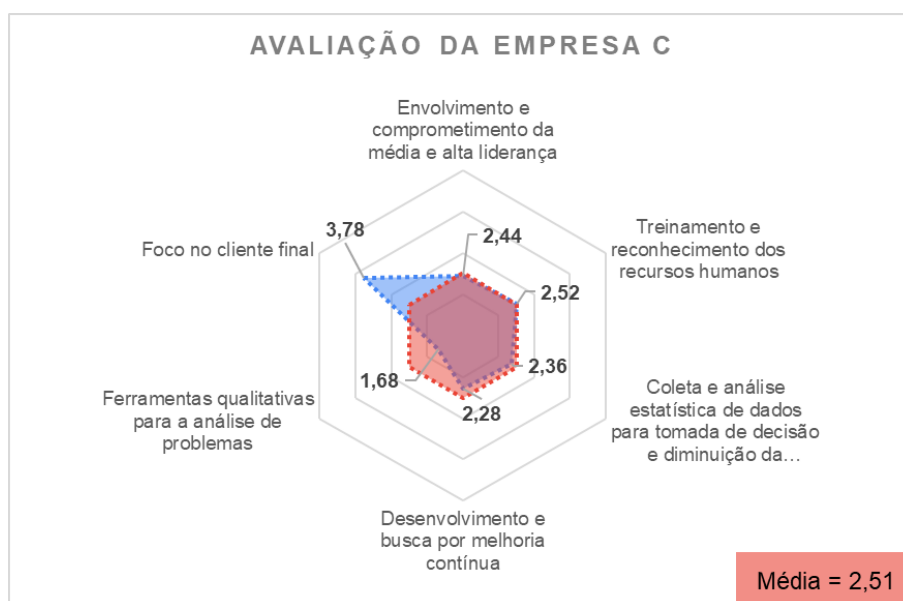 AVALIAÇÃO DA EMPRESA C
Envolvimento e
comprometimento da
média e alta liderança
3,78
2,44
Foco no cliente final
Treinamento e
reconhecimento dos
recursos humanos
2,52
1,68
2,36
2,28
Ferramentas qualitativas
para a análise de
problemas
Coleta e análise
estatística de dados
para tomada de decisão
e diminuição da...
Desenvolvimento e
busca por melhoria
contínua
Média = 2,51